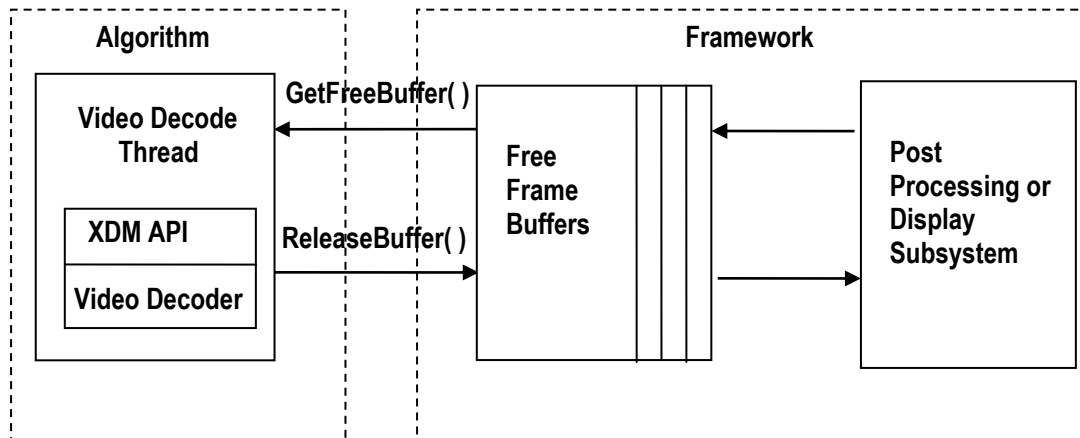 Algorithm
Framework
GetFreeBuffer( )
Video Decode
Thread
Free
Frame
Buffers
Post
Processing or
Display
Subsystem
XDM API
ReleaseBuffer( )
Video Decoder